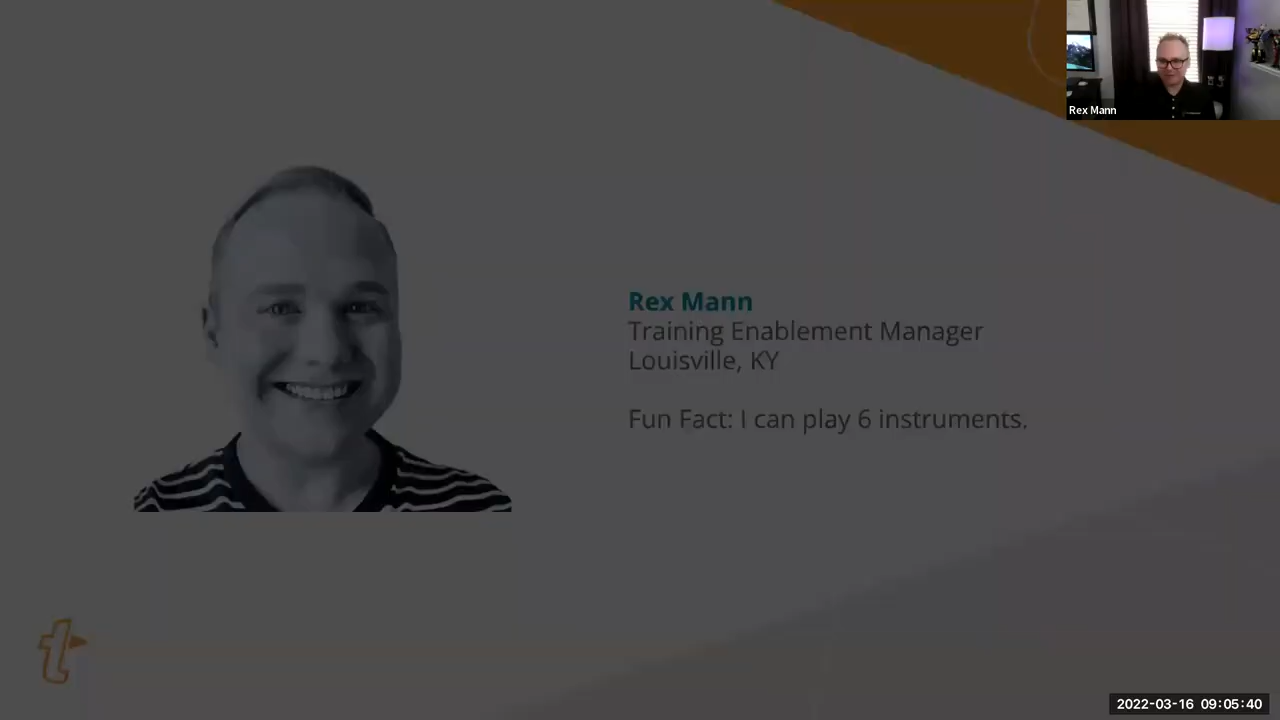 Rex Mann
Rex Mann
Training Enablement Manager
Louisville, KY
Fun Fact: I can play 6 instruments.
t
2022-03-16 09:05:40